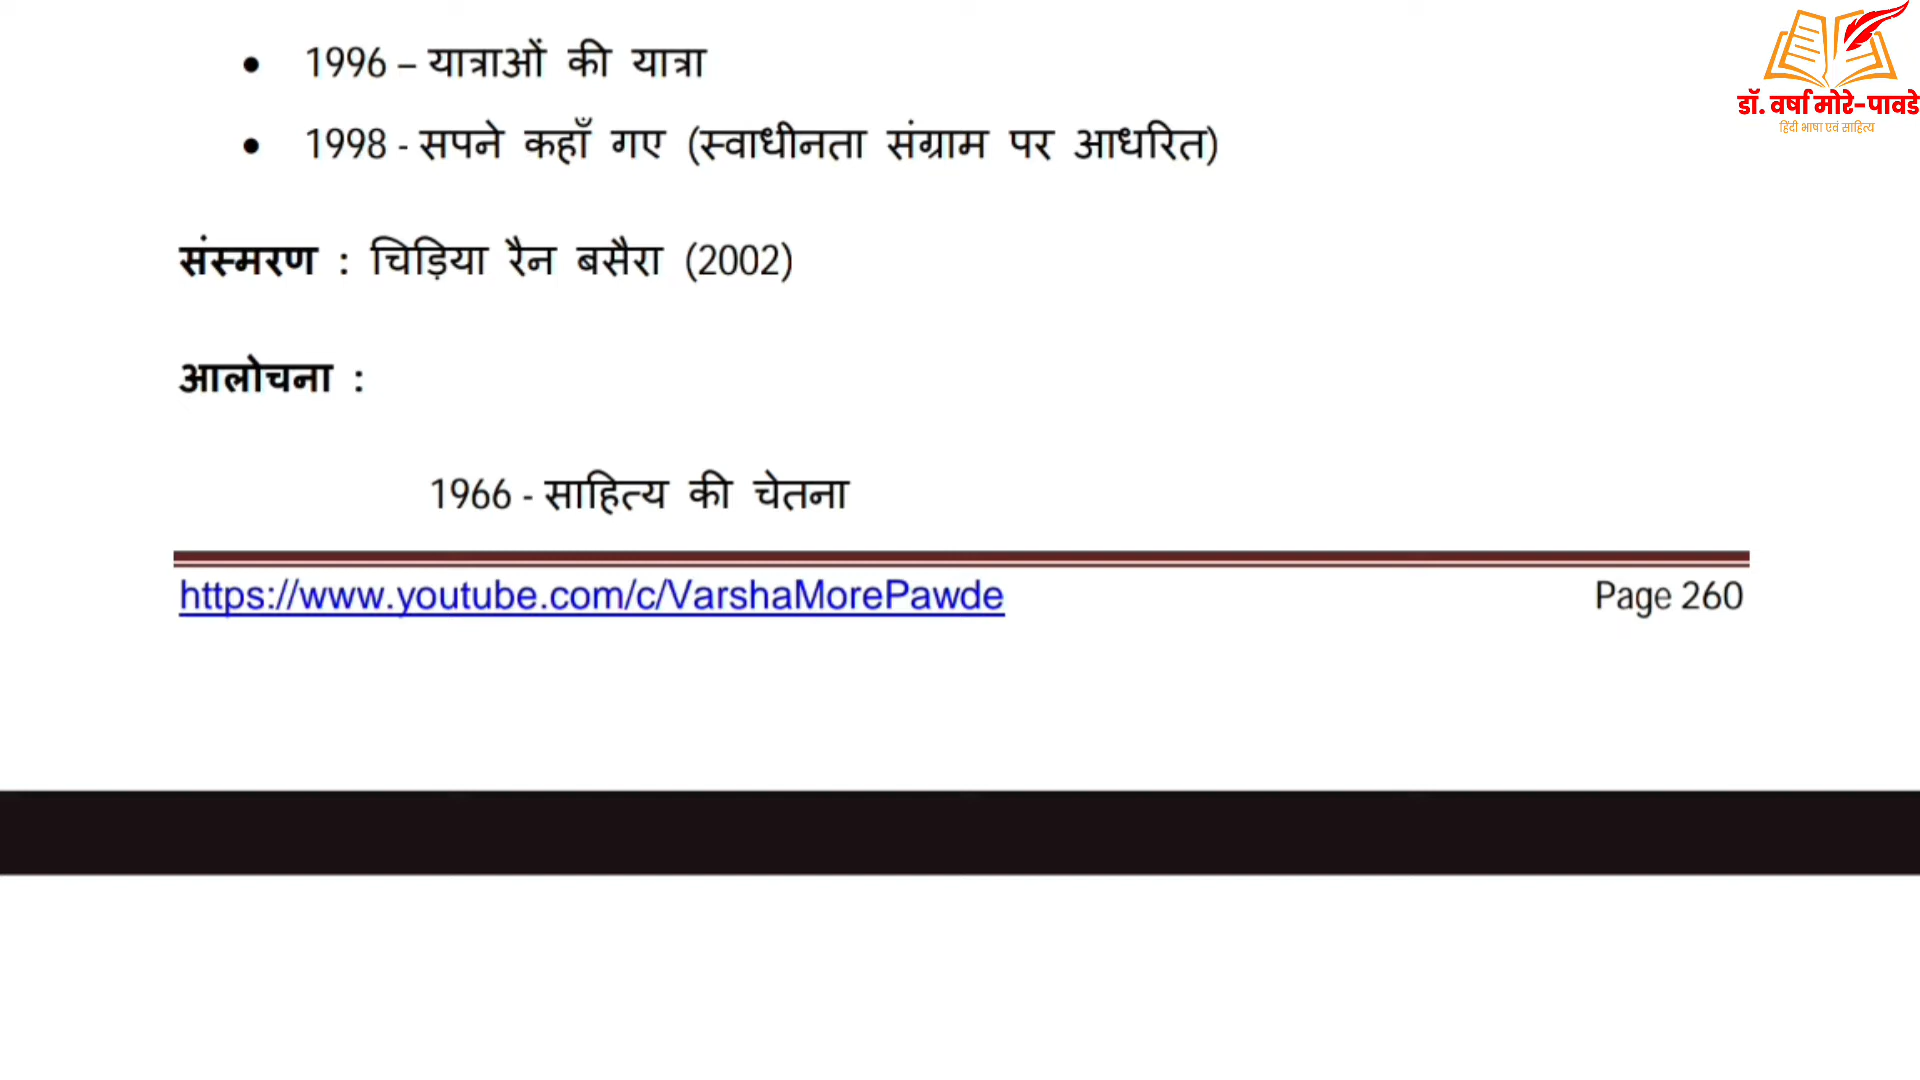 • 1996 – यात्राओं की यात्रा
• 1998 - सपने कहाँ गए (स्वाधीनता संग्राम पर आधरित)
संस्मरण : चिड़िया रैन बसैरा (2002)
आलोचना :
1966 - साहित्य की चेतना
https://www.youtube.com/c/VarshaMorePawde Page 260
डॉ. वर्षा मोरे-पावडे
हिंदी भाषा एवं साहित्य